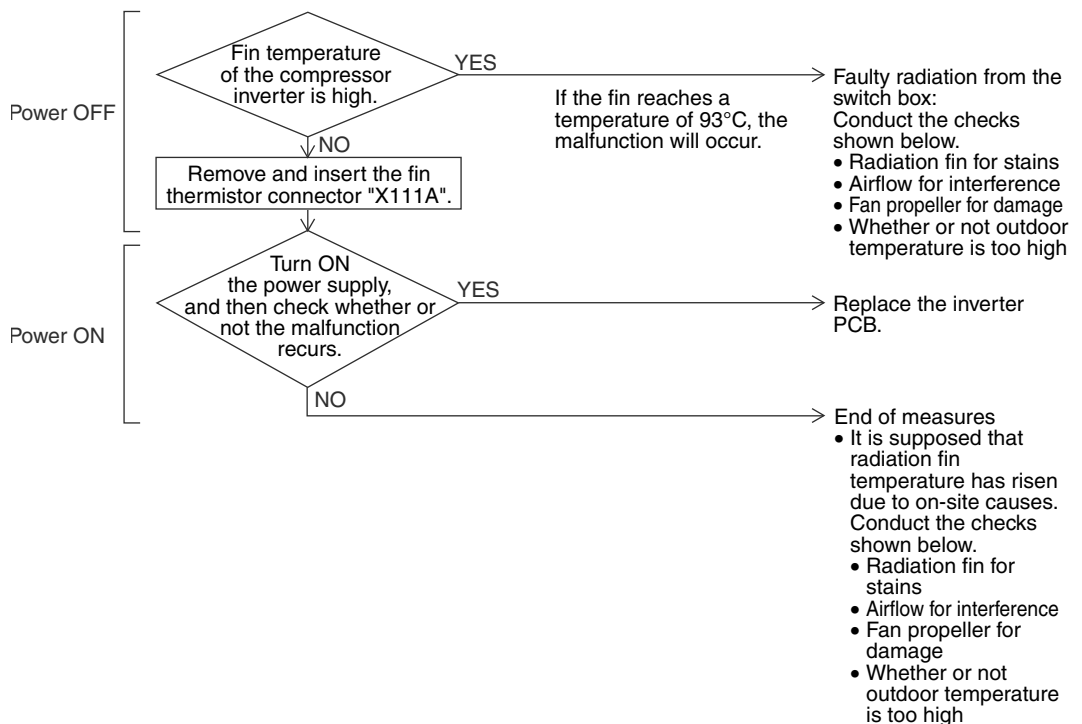 Power OFF
Fin temperature
of the compressor
inverter is high.
YES
If the fin reaches a
temperature of 93°C, the
malfunction will occur.
Faulty radiation from the
switch box:
Conduct the checks
shown below.
• Radiation fin for stains
• Airflow for interference
• Fan propeller for damage
• Whether or not outdoor
temperature is too high
NO
Remove and insert the fin
thermistor connector "X111A".
Power ON
Turn ON
the power supply,
and then check whether or
not the malfunction
recurs.
YES
Replace the inverter
PCB.
NO
End of measures
• It is supposed that
radiation fin
temperature has risen
due to on-site causes.
Conduct the checks
shown below.
• Radiation fin for
stains
• Airflow for interference
• Fan propeller for
damage
• Whether or not
outdoor temperature
is too high